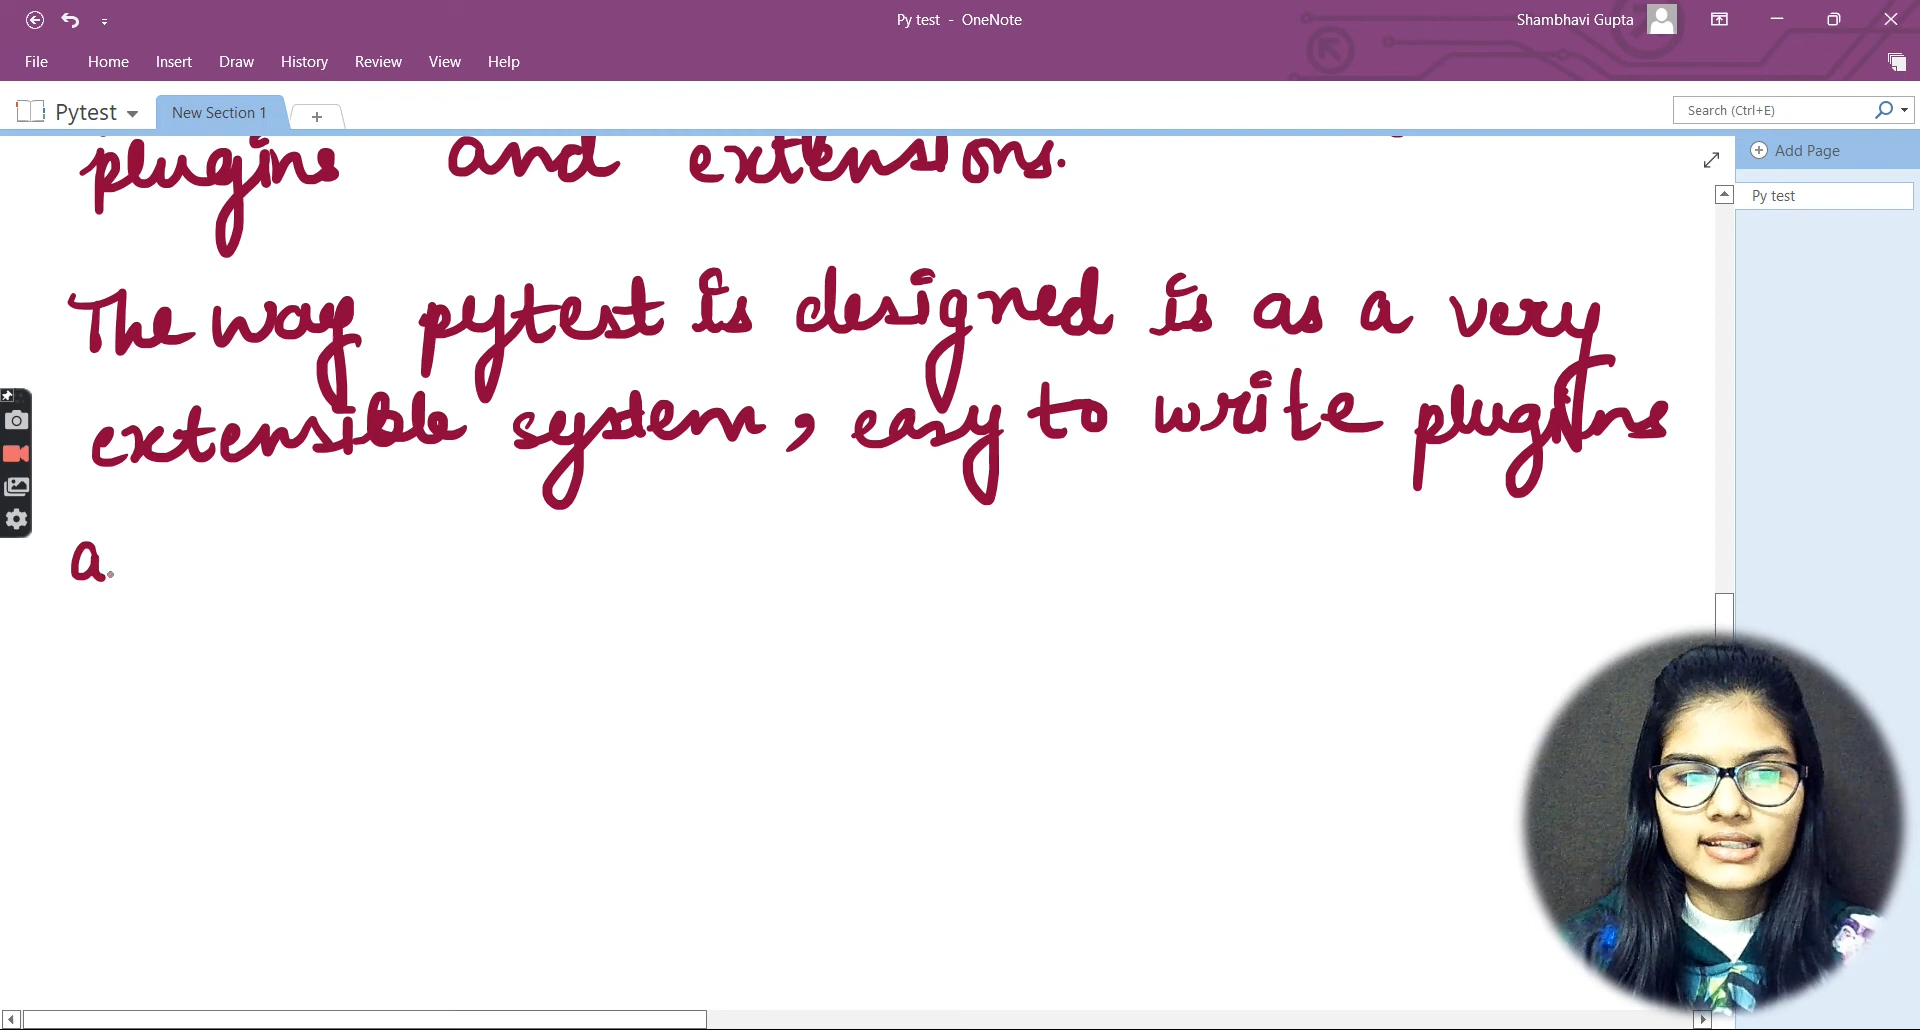 Py test - OneNote
Shambhavi Gupta
File Home Insert Draw History Review View Help
Pytest New Section 1 +
Search (Ctrl+E)
Add Page
Py test
plugins and extensions.
The way pytest is designed is as a very
extensible system, easy to write plugins
a